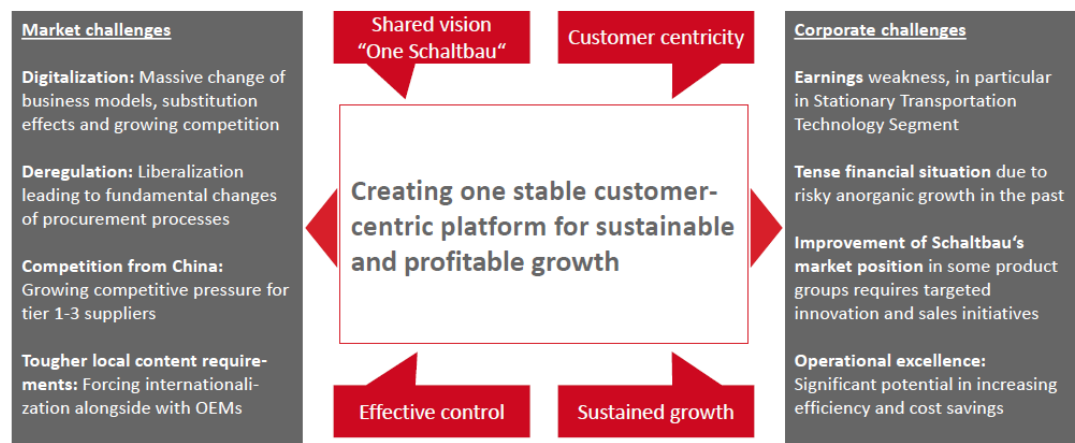 Market challenges
Digitalization: Massive change of
business models, substitution
effects and growing competition
Deregulation: Liberalization
leading to fundamental changes
of procurement processes
Competition from China:
Growing competitive pressure for
tier 1-3 suppliers
Tougher local content require-
ments: Forcing internationali-
zation alongside with OEMs
Shared vision
“One Schaltbau“
Customer centricity
Creating one stable customer-
centric platform for sustainable
and profitable growth
Effective control
Sustained growth
Corporate challenges
Earnings weakness, in particular
in Stationary Transportation
Technology Segment
Tense financial situation due to
risky anorganic growth in the past
Improvement of Schaltbau‘s
market position in some product
groups requires targeted
innovation and sales initiatives
Operational excellence:
Significant potential in increasing
efficiency and cost savings